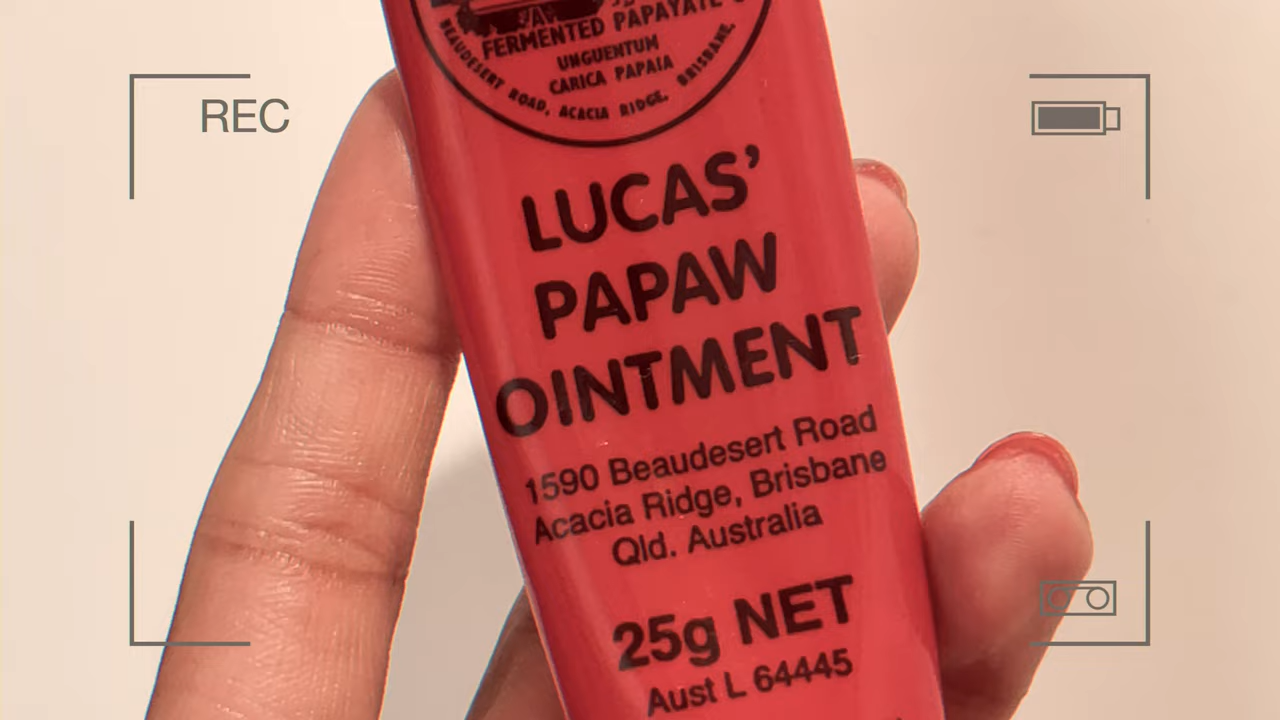 REC
FERMENTED PAPAYATE
UNGUENTUM
CARICA PAPAIA
BEAUDESERT ROAD, ACACIA RIDGE, BRISBANE,
LUCAS'
PAPAW
OINTMENT
1590 Beaudesert Road
Acacia Ridge, Brisbane
Qld. Australia
25g NET
Aust L 64445